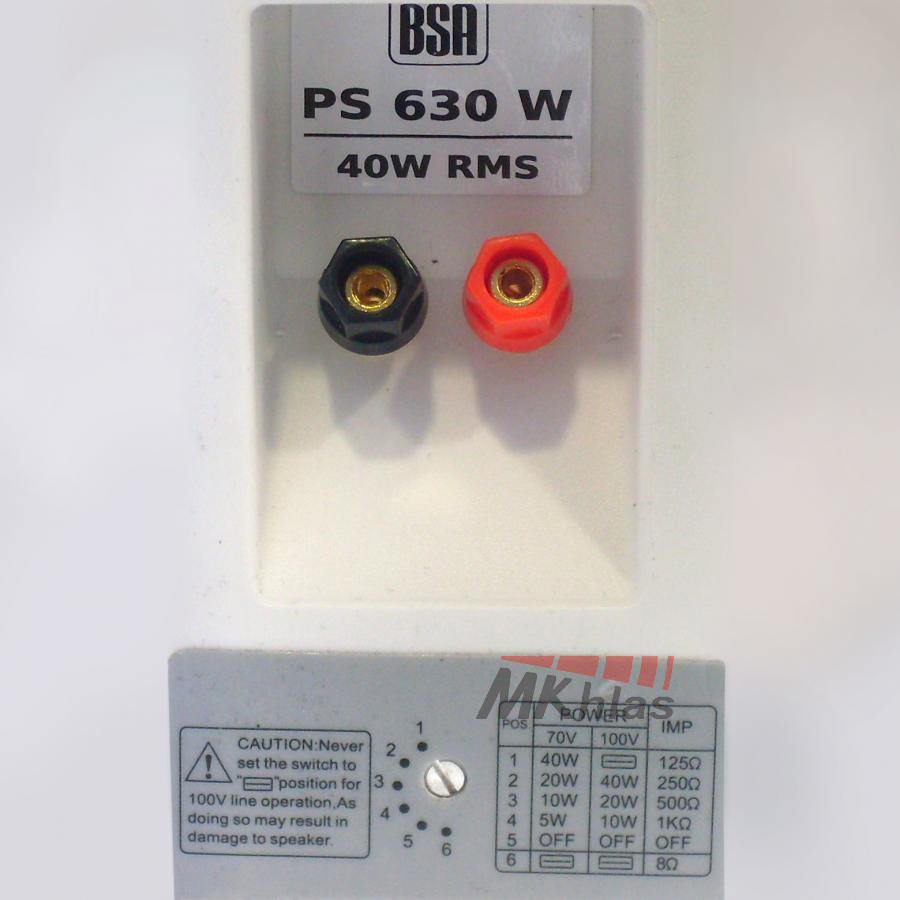 BSA
PS 630 W
40W RMS
MKhlas
CAUTION:Never
set the switch to
"⊟"position for
100V line operation,As
doing so may result in
damage to speaker.
1
2
3
4
5
6
POS POWER IMP
70V 100V
1 40W ⊟ 125Ω
2 20W 40W 250Ω
3 10W 20W 500Ω
4 5W 10W 1KΩ
5 OFF OFF OFF
6 ⊟ ⊟ 8Ω